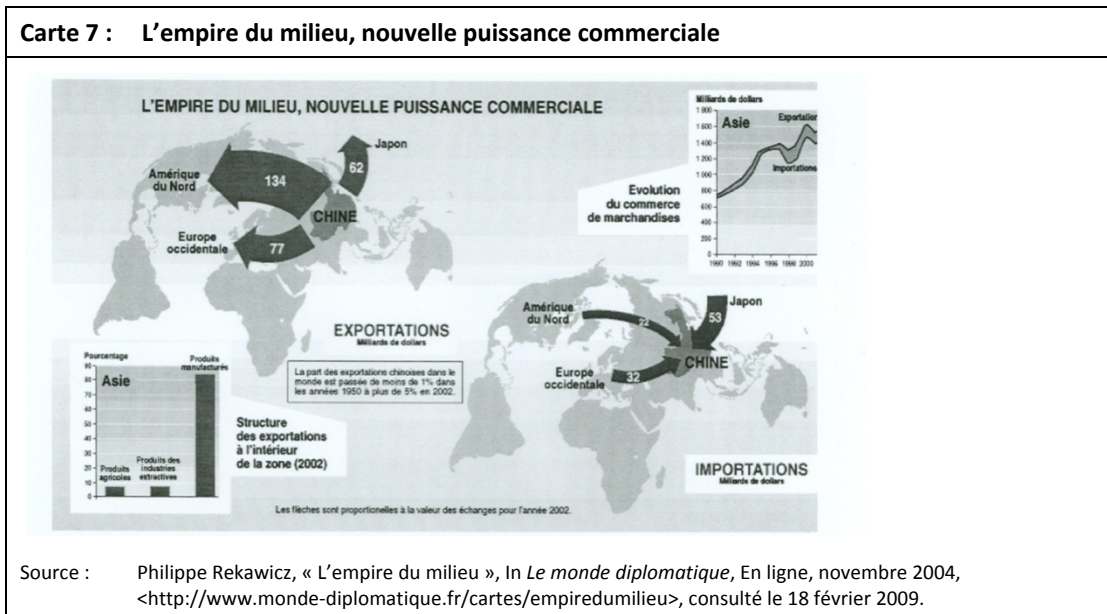 Carte 7 : L’empire du milieu, nouvelle puissance commerciale
L'EMPIRE DU MILIEU, NOUVELLE PUISSANCE COMMERCIALE
Japon
62
Amérique
du Nord
134
CHINE
Europe
occidentale
77
EXPORTATIONS
Milliards de dollars
La part des exportations chinoises dans le
monde est passée de moins de 1% dans
les années 1950 à plus de 5% en 2002.
Milliards de dollars
1 800
1 600
1 400
1 200
1 000
800
600
400
200
0
1990 1992 1994 1996 1998 2000
Asie
Exportation
Importations
Evolution
du commerce
de marchandises
Amérique
du Nord
Japon
53
CHINE
Europe
occidentale
32
IMPORTATIONS
Milliards de dollars
Pourcentage
90
80
70
60
50
40
30
20
10
0
Asie
Produits
manufacturés
Produits
agricoles
Produits des
industries
extractives
Structure
des exportations
à l'intérieur
de la zone (2002)
Les flèches sont proportionelles à la valeur des échanges pour l'année 2002.
Source : Philippe Rekawicz, « L’empire du milieu », In Le monde diplomatique, En ligne, novembre 2004,
<http://www.monde-diplomatique.fr/cartes/empiredumilieu>, consulté le 18 février 2009.